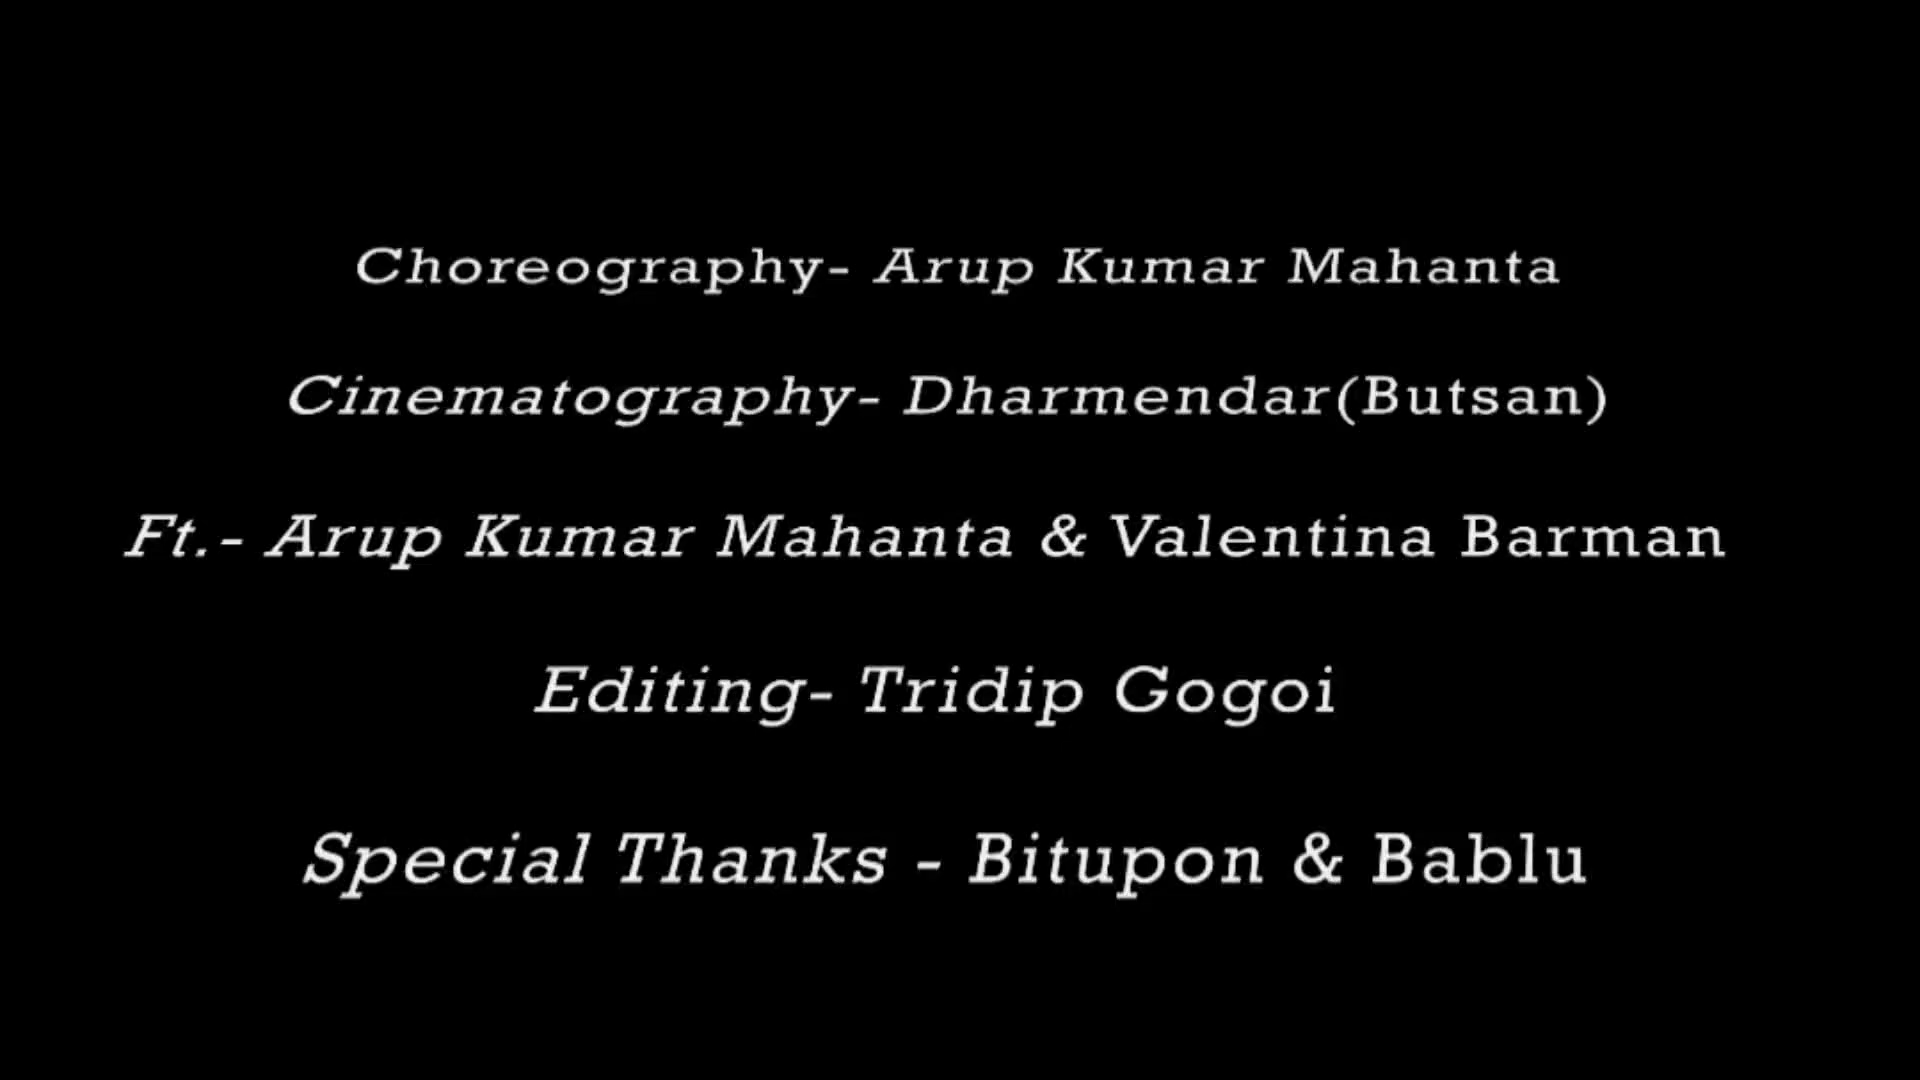 Choreography- Arup Kumar Mahanta
Cinematography- Dharmendar(Butsan)
Ft.- Arup Kumar Mahanta & Valentina Barman
Editing- Tridip Gogoi
Special Thanks - Bitupon & Bablu